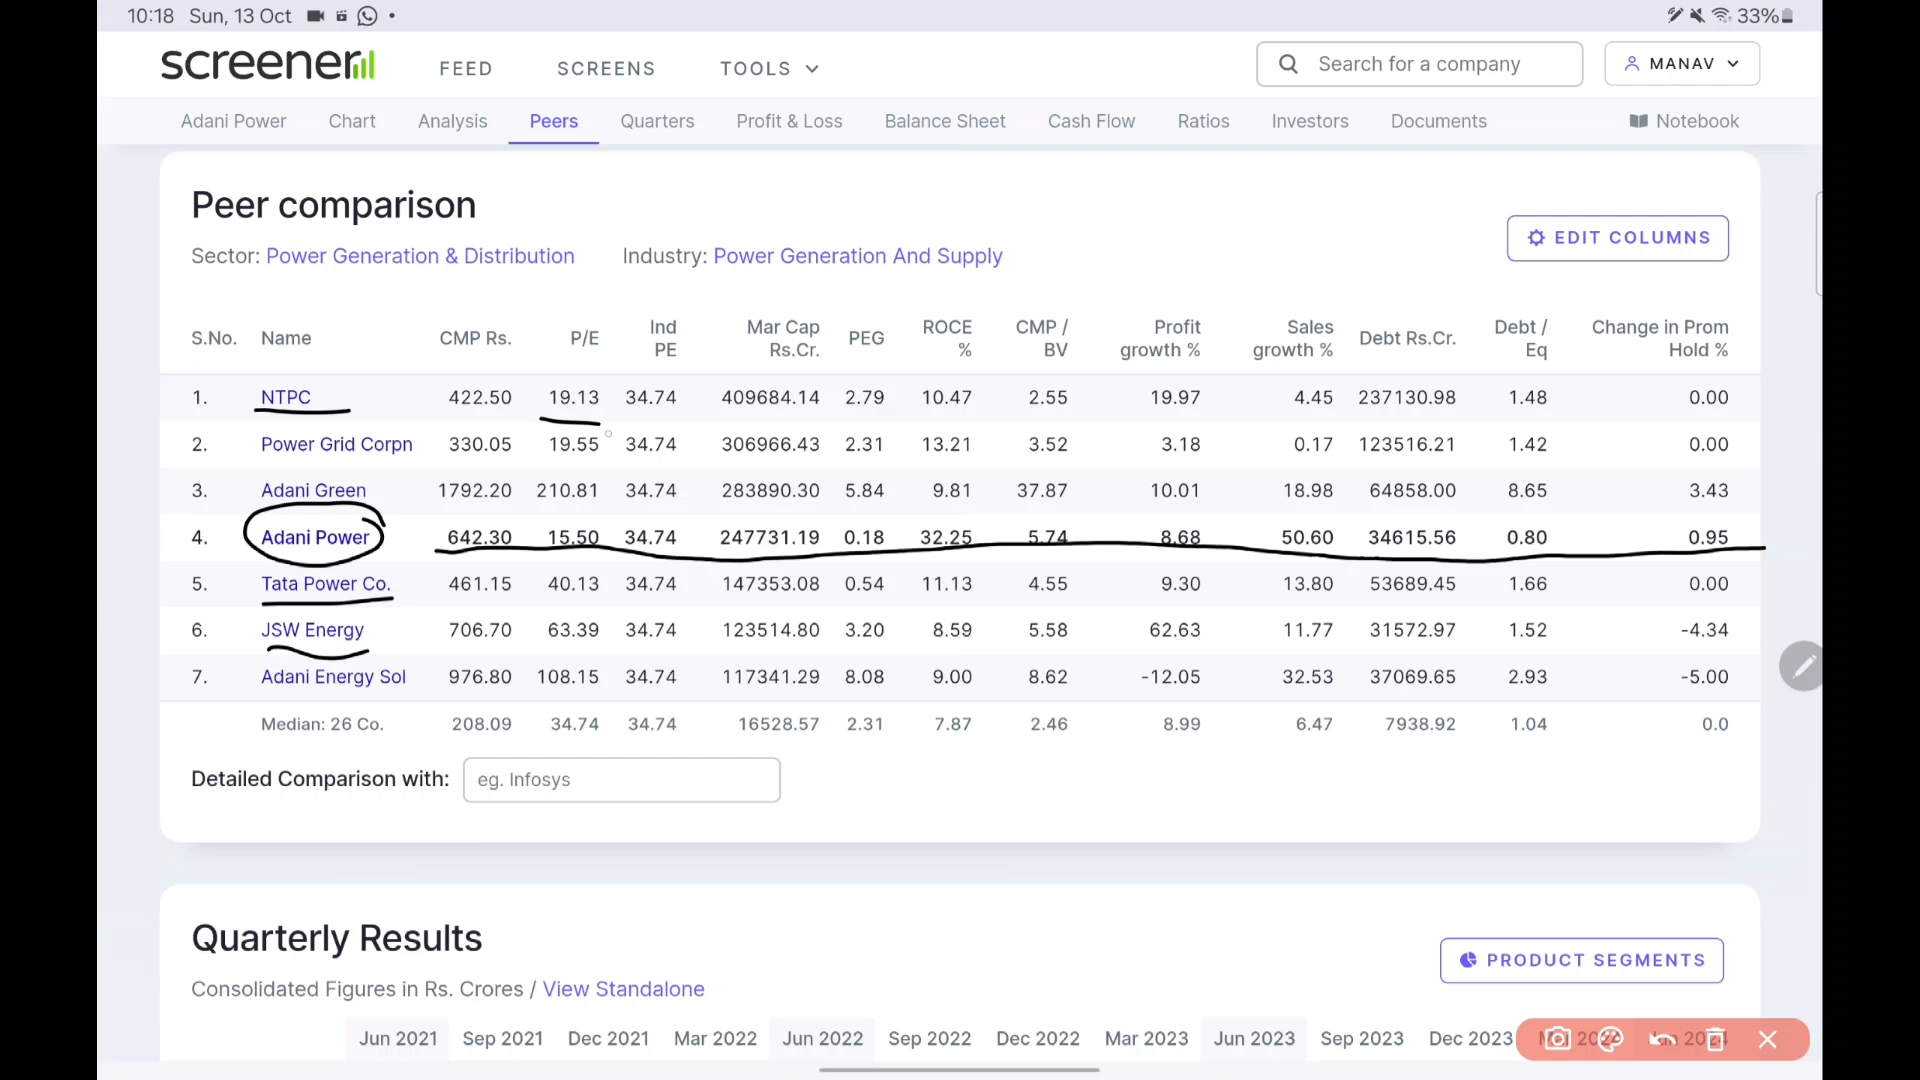 10:18 Sun, 13 Oct
33%
screener
FEED SCREENS TOOLS
Search for a company
MANAV
Adani Power Chart Analysis Peers Quarters Profit & Loss Balance Sheet Cash Flow Ratios Investors Documents Notebook
Peer comparison
Sector: Power Generation & Distribution Industry: Power Generation And Supply
EDIT COLUMNS
S.No. Name CMP Rs. P/E Ind PE Mar Cap Rs.Cr. PEG ROCE % CMP / BV Profit growth % Sales growth % Debt Rs.Cr. Debt / Eq Change in Prom Hold %
1. NTPC 422.50 19.13 34.74 409684.14 2.79 10.47 2.55 19.97 4.45 237130.98 1.48 0.00
2. Power Grid Corpn 330.05 19.55 34.74 306966.43 2.31 13.21 3.52 3.18 0.17 123516.21 1.42 0.00
3. Adani Green 1792.20 210.81 34.74 283890.30 5.84 9.81 37.87 10.01 18.98 64858.00 8.65 3.43
4. Adani Power 642.30 15.50 34.74 247731.19 0.18 32.25 5.74 8.68 50.60 34615.56 0.80 0.95
5. Tata Power Co. 461.15 40.13 34.74 147353.08 0.54 11.13 4.55 9.30 13.80 53689.45 1.66 0.00
6. JSW Energy 706.70 63.39 34.74 123514.80 3.20 8.59 5.58 62.63 11.77 31572.97 1.52 -4.34
7. Adani Energy Sol 976.80 108.15 34.74 117341.29 8.08 9.00 8.62 -12.05 32.53 37069.65 2.93 -5.00
Median: 26 Co. 208.09 34.74 34.74 16528.57 2.31 7.87 2.46 8.99 6.47 7938.92 1.04 0.0
Detailed Comparison with: eg. Infosys
Quarterly Results
PRODUCT SEGMENTS
Consolidated Figures in Rs. Crores / View Standalone
Jun 2021 Sep 2021 Dec 2021 Mar 2022 Jun 2022 Sep 2022 Dec 2022 Mar 2023 Jun 2023 Sep 2023 Dec 2023